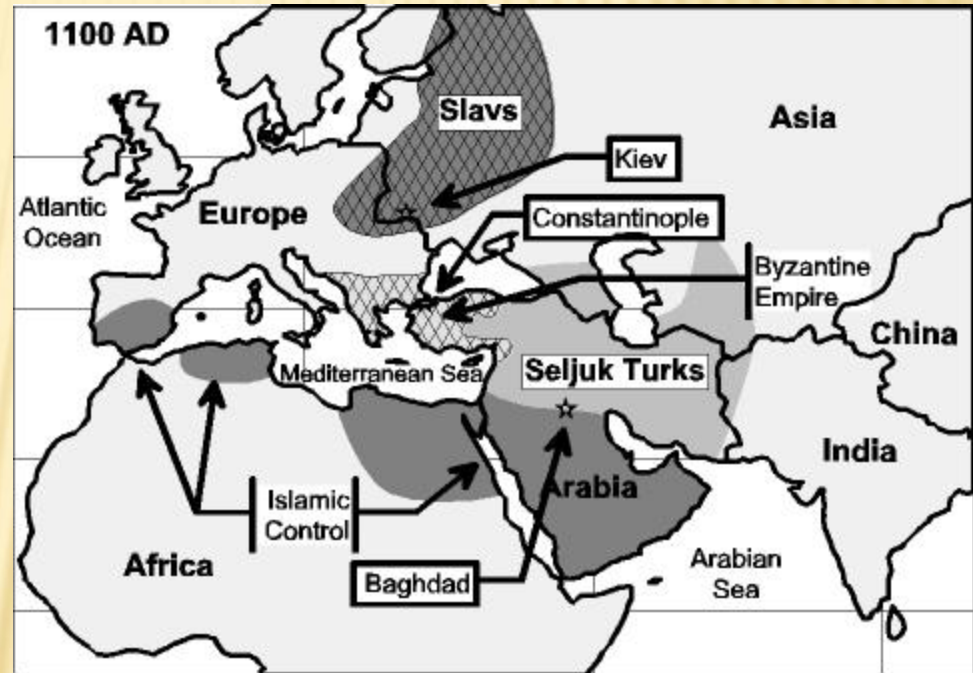 1100 AD
Slavs
Asia
Kiev
Atlantic
Ocean
Europe
Constantinople
Byzantine
Empire
China
Mediterranean Sea
Seljuk Turks
India
Islamic
Control
Arabia
Africa
Baghdad
Arabian
Sea